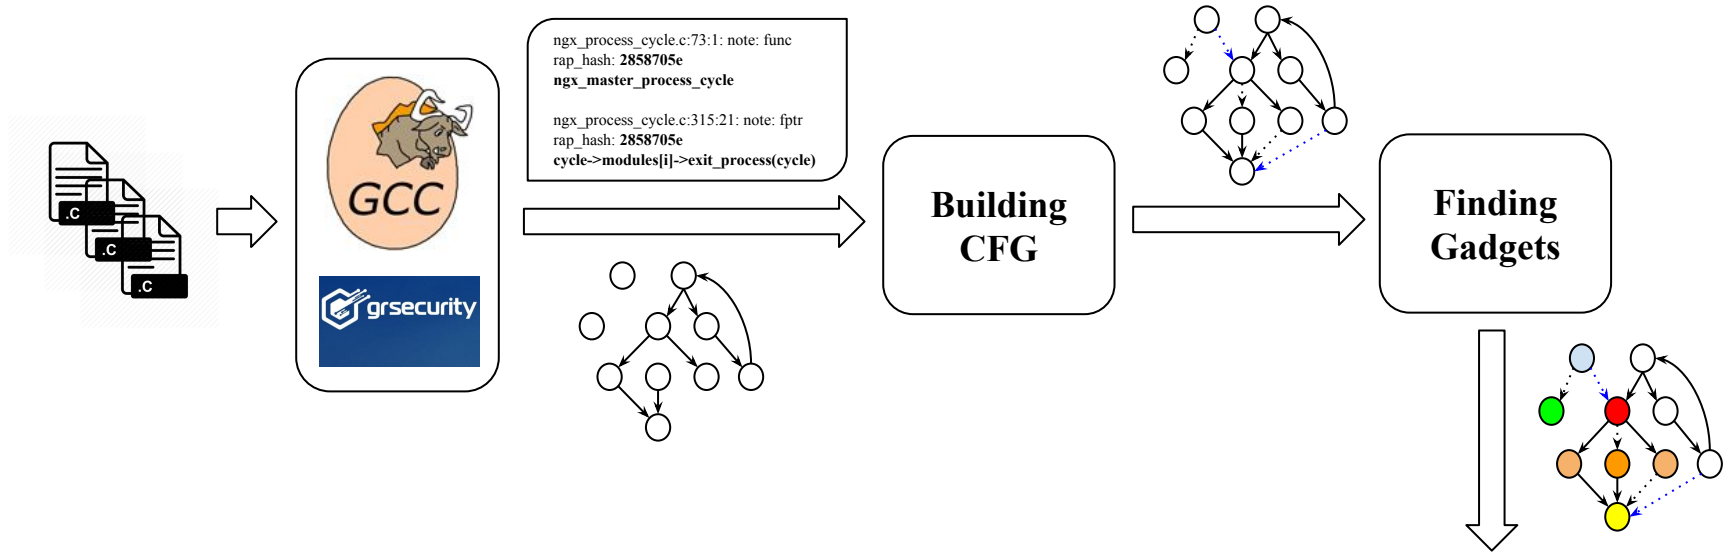 .C
.C
.C
GCC
grsecurity
ngx_process_cycle.c:73:1: note: func
rap_hash: 2858705e
ngx_master_process_cycle
ngx_process_cycle.c:315:21: note: fptr
rap_hash: 2858705e
cycle->modules[i]->exit_process(cycle)
Building
CFG
Finding
Gadgets